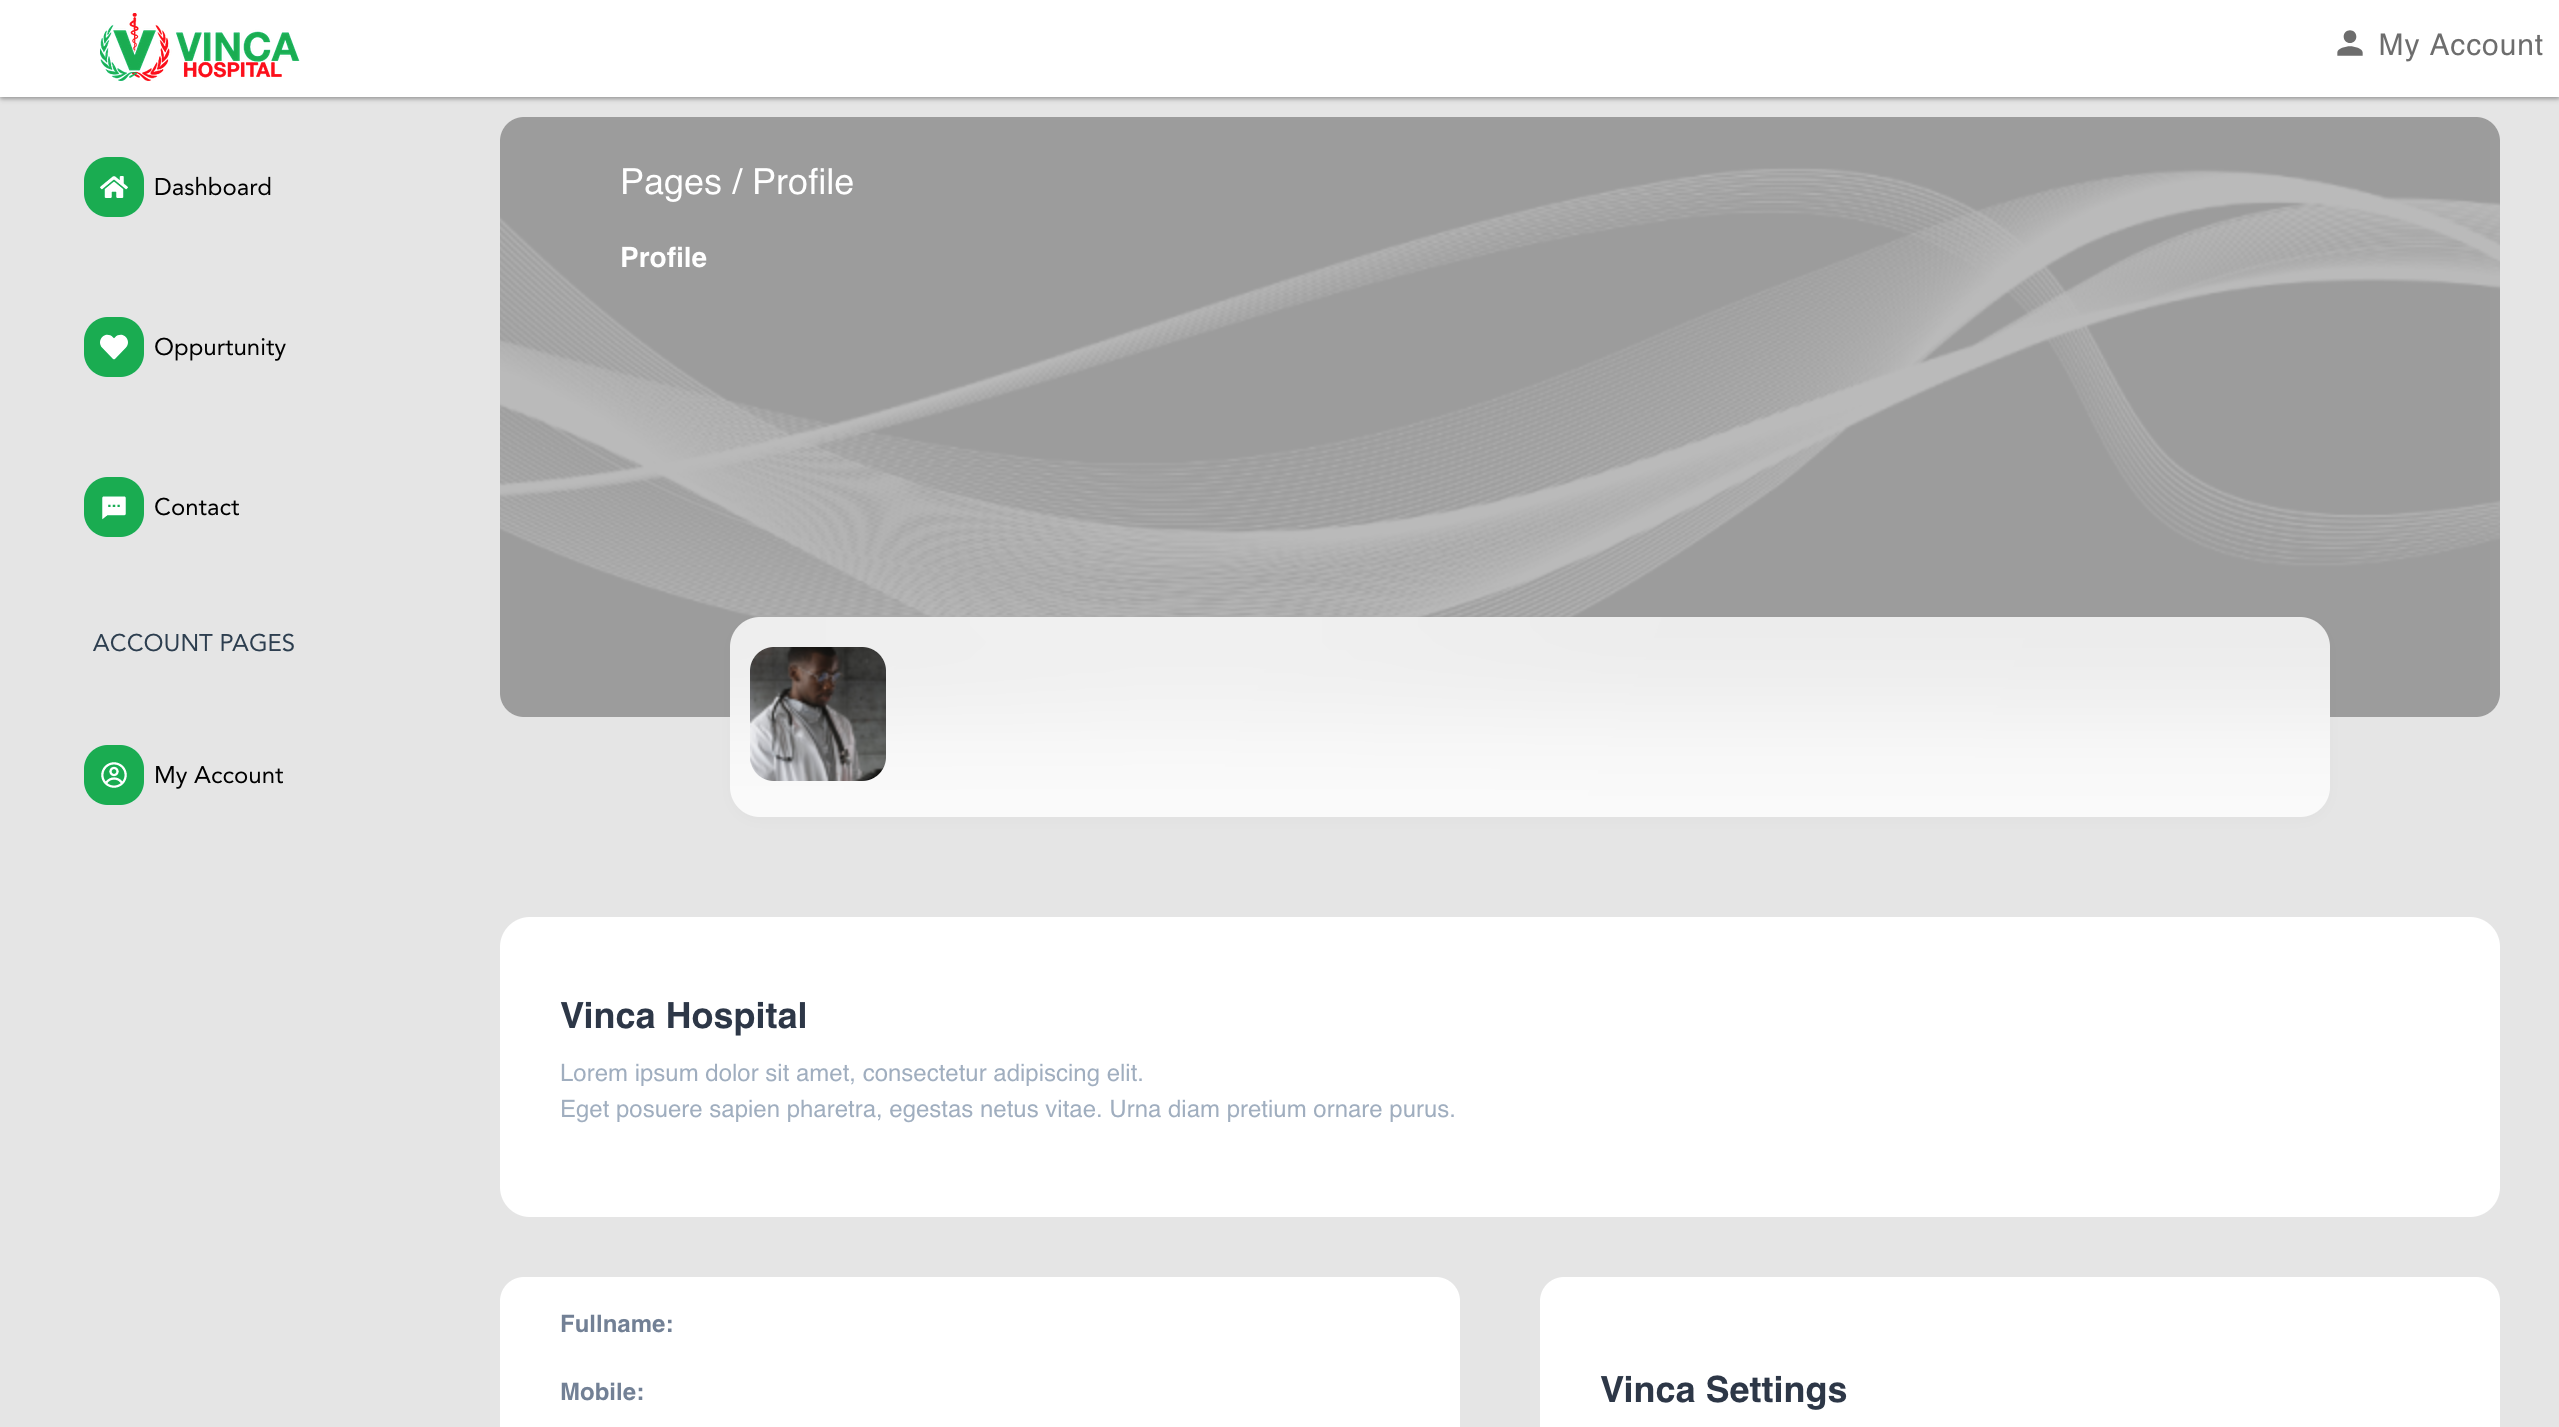 VINCA
HOSPITAL
My Account
Dashboard
Oppurtunity
Contact
ACCOUNT PAGES
My Account
Pages / Profile
Profile
Vinca Hospital
Lorem ipsum dolor sit amet, consectetur adipiscing elit.
Eget posuere sapien pharetra, egestas netus vitae. Urna diam pretium ornare purus.
Fullname:
Mobile:
Vinca Settings